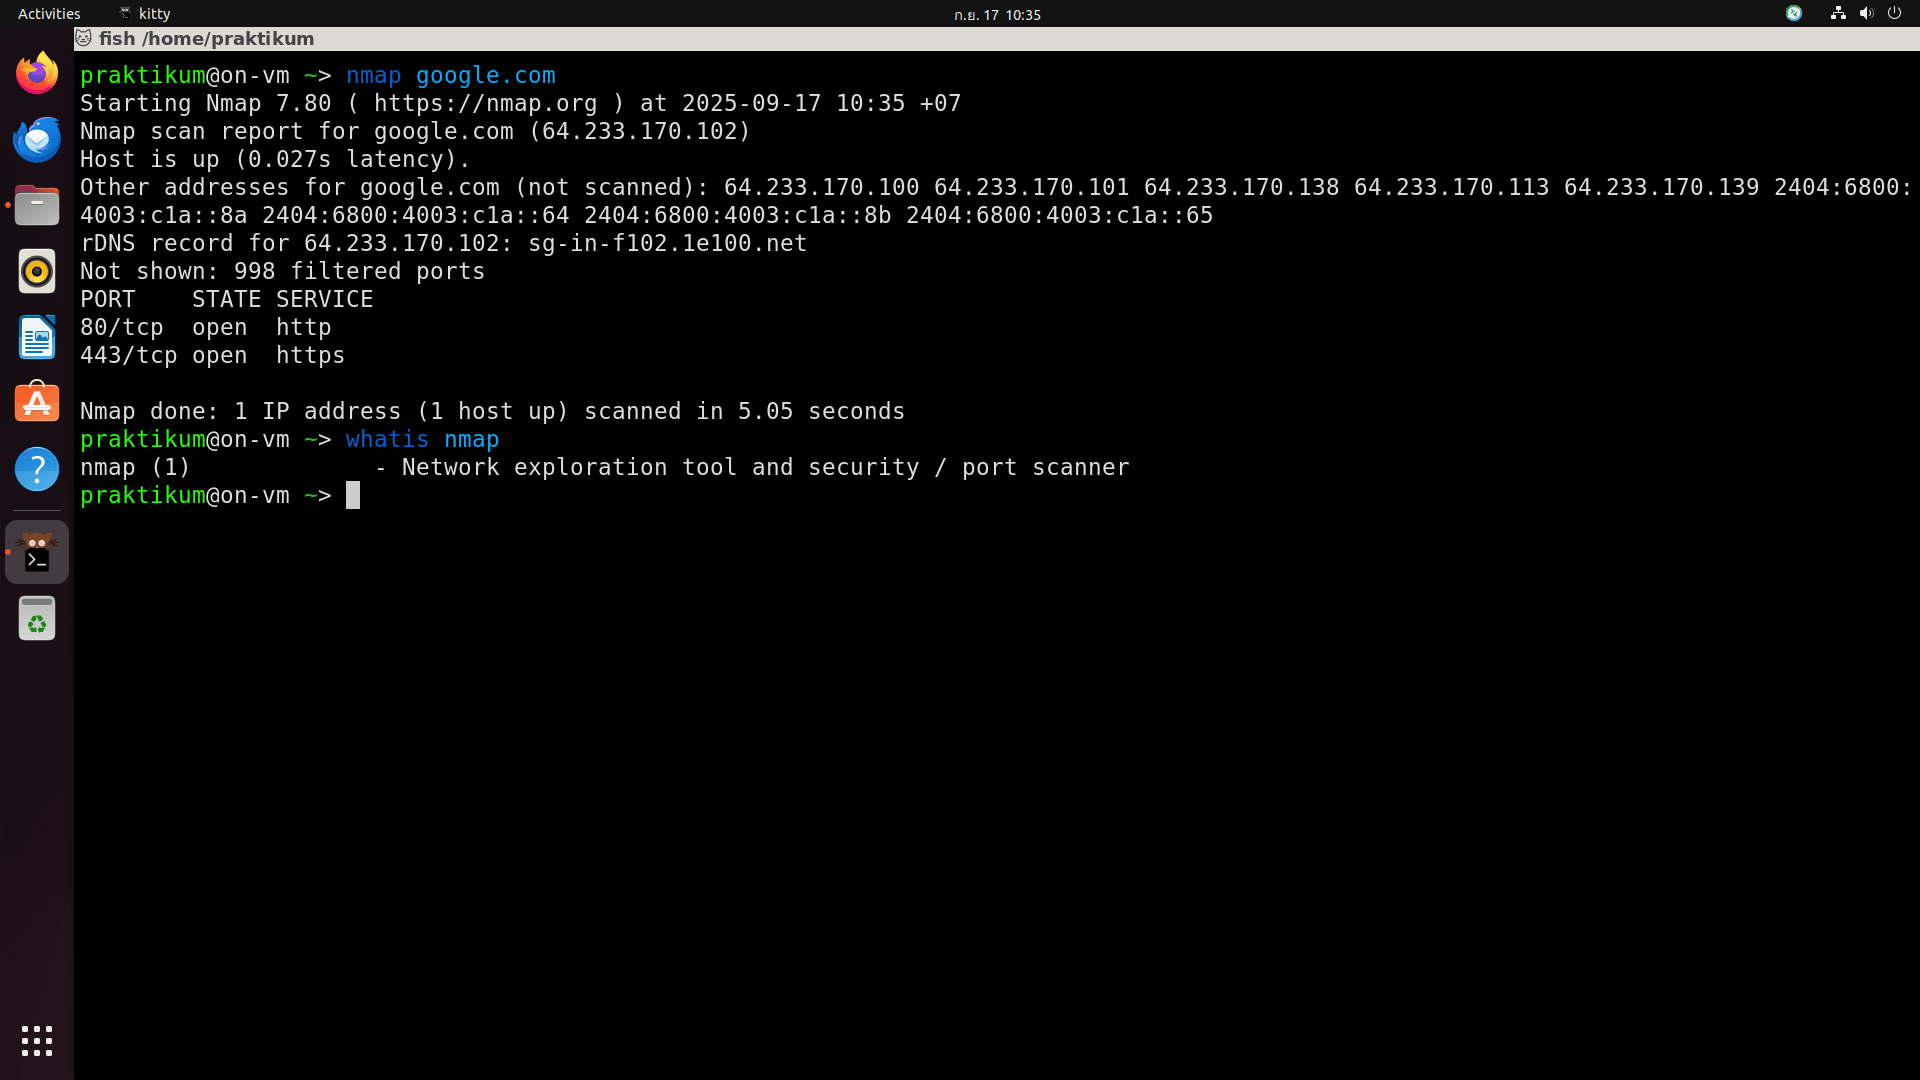 Activities kitty ก.ย. 17 10:35
fish /home/praktikum
praktikum@on-vm ~> nmap google.com
Starting Nmap 7.80 ( https://nmap.org ) at 2025-09-17 10:35 +07
Nmap scan report for google.com (64.233.170.102)
Host is up (0.027s latency).
Other addresses for google.com (not scanned): 64.233.170.100 64.233.170.101 64.233.170.138 64.233.170.113 64.233.170.139 2404:6800:
4003:c1a::8a 2404:6800:4003:c1a::64 2404:6800:4003:c1a::8b 2404:6800:4003:c1a::65
rDNS record for 64.233.170.102: sg-in-f102.1e100.net
Not shown: 998 filtered ports
PORT    STATE SERVICE
80/tcp  open  http
443/tcp open  https
Nmap done: 1 IP address (1 host up) scanned in 5.05 seconds
praktikum@on-vm ~> whatis nmap
nmap (1)             - Network exploration tool and security / port scanner
praktikum@on-vm ~>